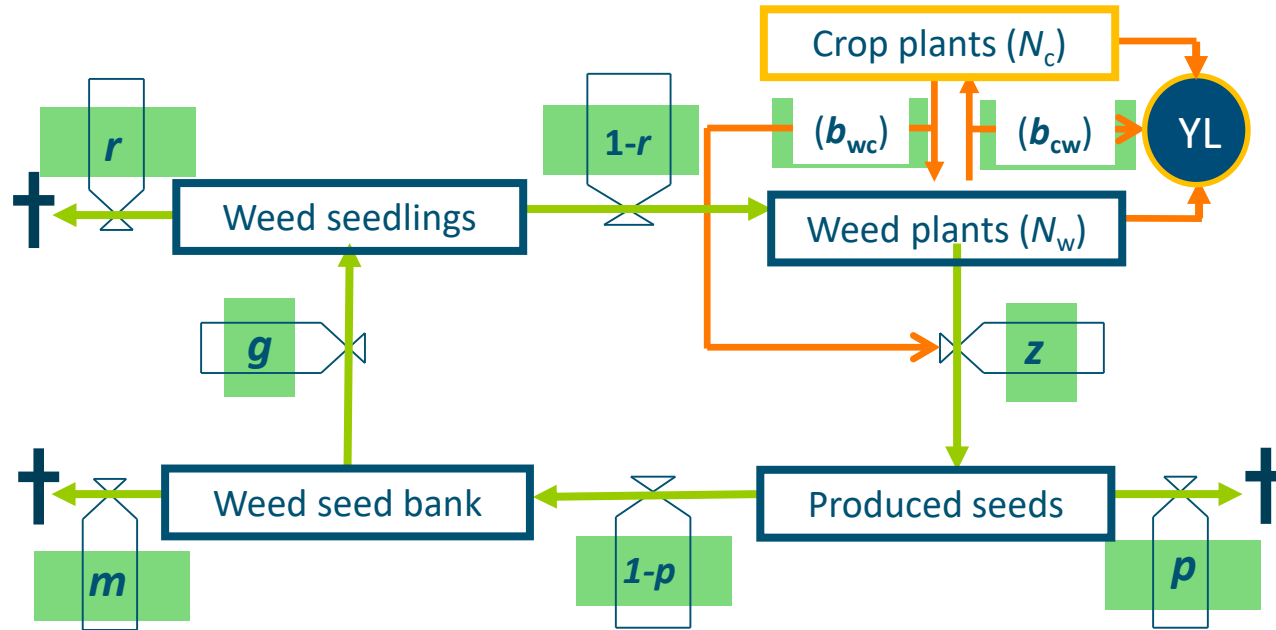 Crop plants (Nc)
r
1-r
(bwc)
(bcw)
YL
Weed seedlings
Weed plants (Nw)
g
z
Weed seed bank
Produced seeds
m
1-p
p